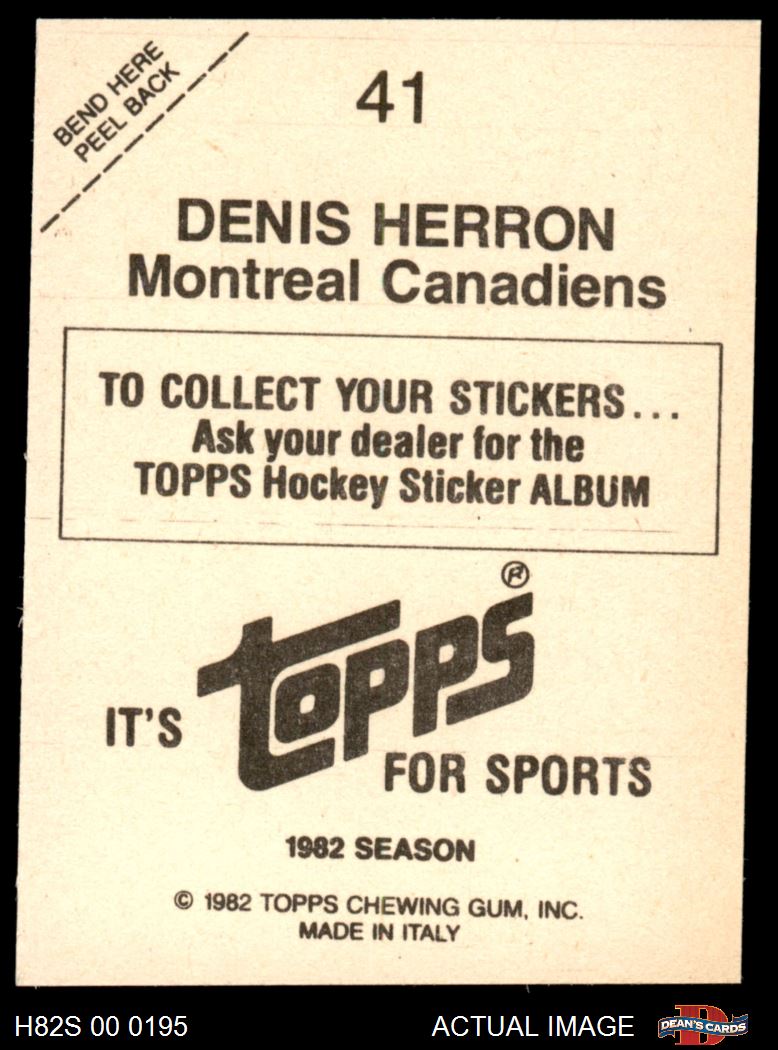 BEND HERE
PEEL BACK
41
DENIS HERRON
Montreal Canadiens
TO COLLECT YOUR STICKERS...
Ask your dealer for the
TOPPS Hockey Sticker ALBUM
IT'S topps®
FOR SPORTS
1982 SEASON
© 1982 TOPPS CHEWING GUM, INC.
MADE IN ITALY
H82S 00 0195
ACTUAL IMAGE
D
DEAN'S CARDS